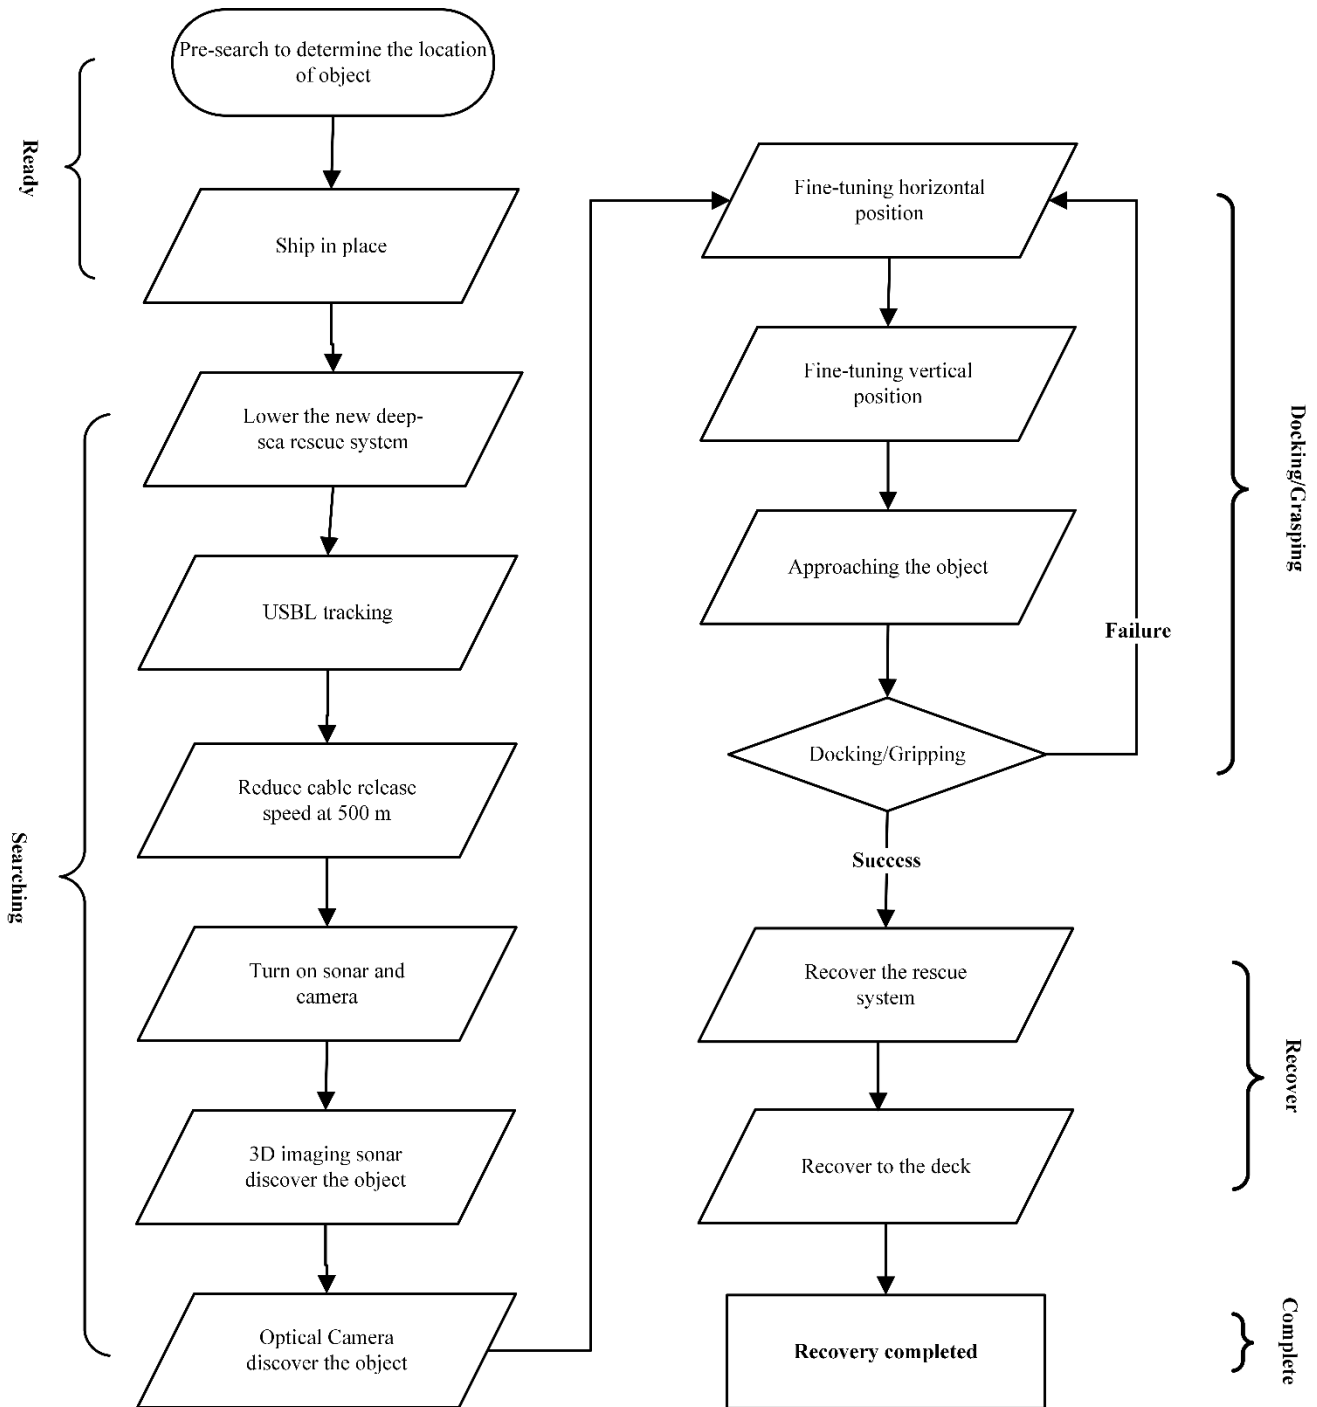 Pre-search to determine the location
of object
Ready
Ship in place
Lower the new deep-
sea rescue system
USBL tracking
Reduce cable release
speed at 500 m
Searching
Turn on sonar and
camera
3D imaging sonar
discover the object
Optical Camera
discover the object
Fine-tuning horizontal
position
Fine-tuning vertical
position
Docking/Grasping
Approaching the object
Failure
Docking/Gripping
Success
Recover the rescue
system
Recover
Recover to the deck
Recovery completed
Complete